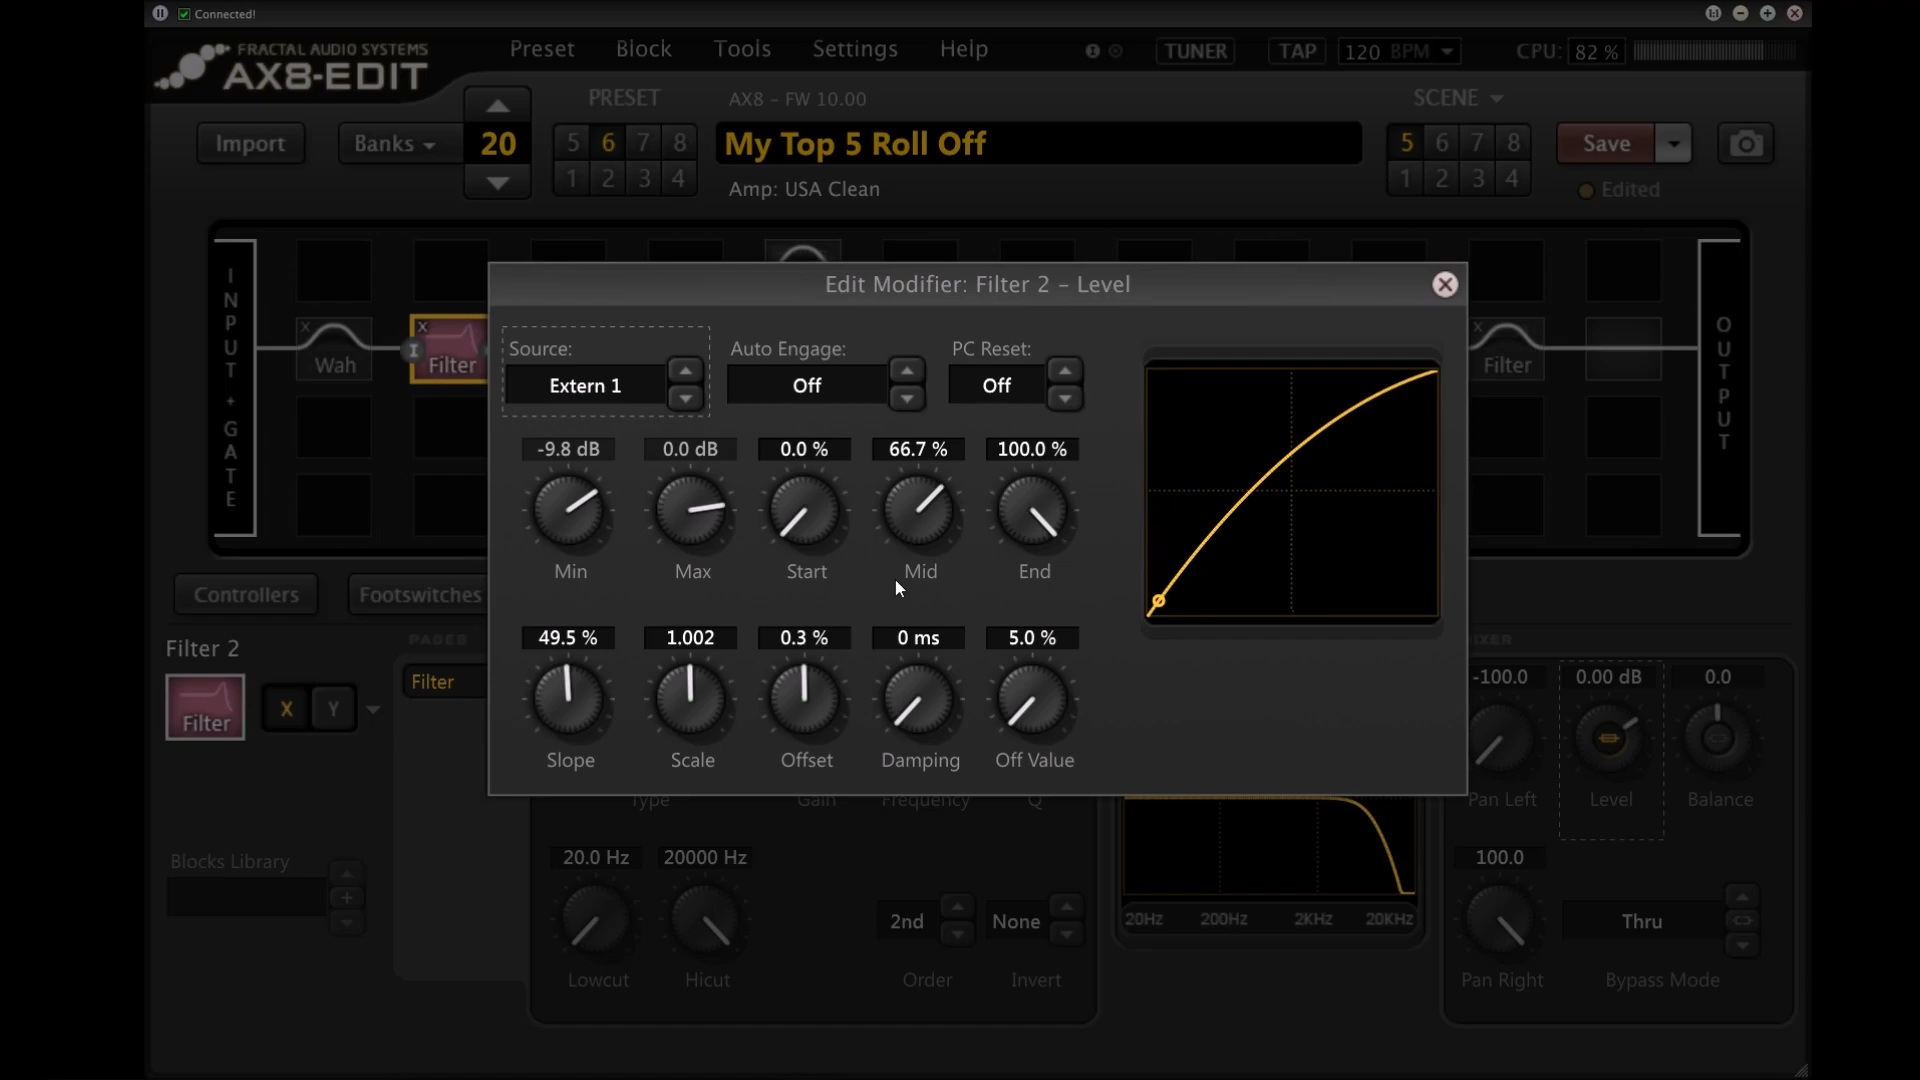 Connected!
FRACTAL AUDIO SYSTEMS
AX8-EDIT
Preset Block Tools Settings Help
TUNER
TAP
120 BPM
CPU: 82 %
PRESET
AX8 - FW 10.00
SCENE
Import
Banks
20
5 6 7 8
1 2 3 4
My Top 5 Roll Off
5 6 7 8
1 2 3 4
Save
Amp: USA Clean
Edited
INPUT + GATE
X Wah
X Filter
I
X Filter
OUTPUT
Edit Modifier: Filter 2 – Level
Source:
Extern 1
Auto Engage:
Off
PC Reset:
Off
-9.8 dB 0.0 dB 0.0 % 66.7 % 100.0 %
Min Max Start Mid End
49.5 % 1.002 0.3 % 0 ms 5.0 %
Slope Scale Offset Damping Off Value
Controllers
Footswitches
Filter 2
PAGES
Filter
X Y
Filter
Blocks Library
Type Gain Frequency Q
20.0 Hz 20000 Hz
2nd
None
Lowcut Hicut Order Invert
20Hz 200Hz 2KHz 20KHz
-100.0 0.00 dB 0.0
Pan Left Level Balance
100.0
Thru
Pan Right Bypass Mode